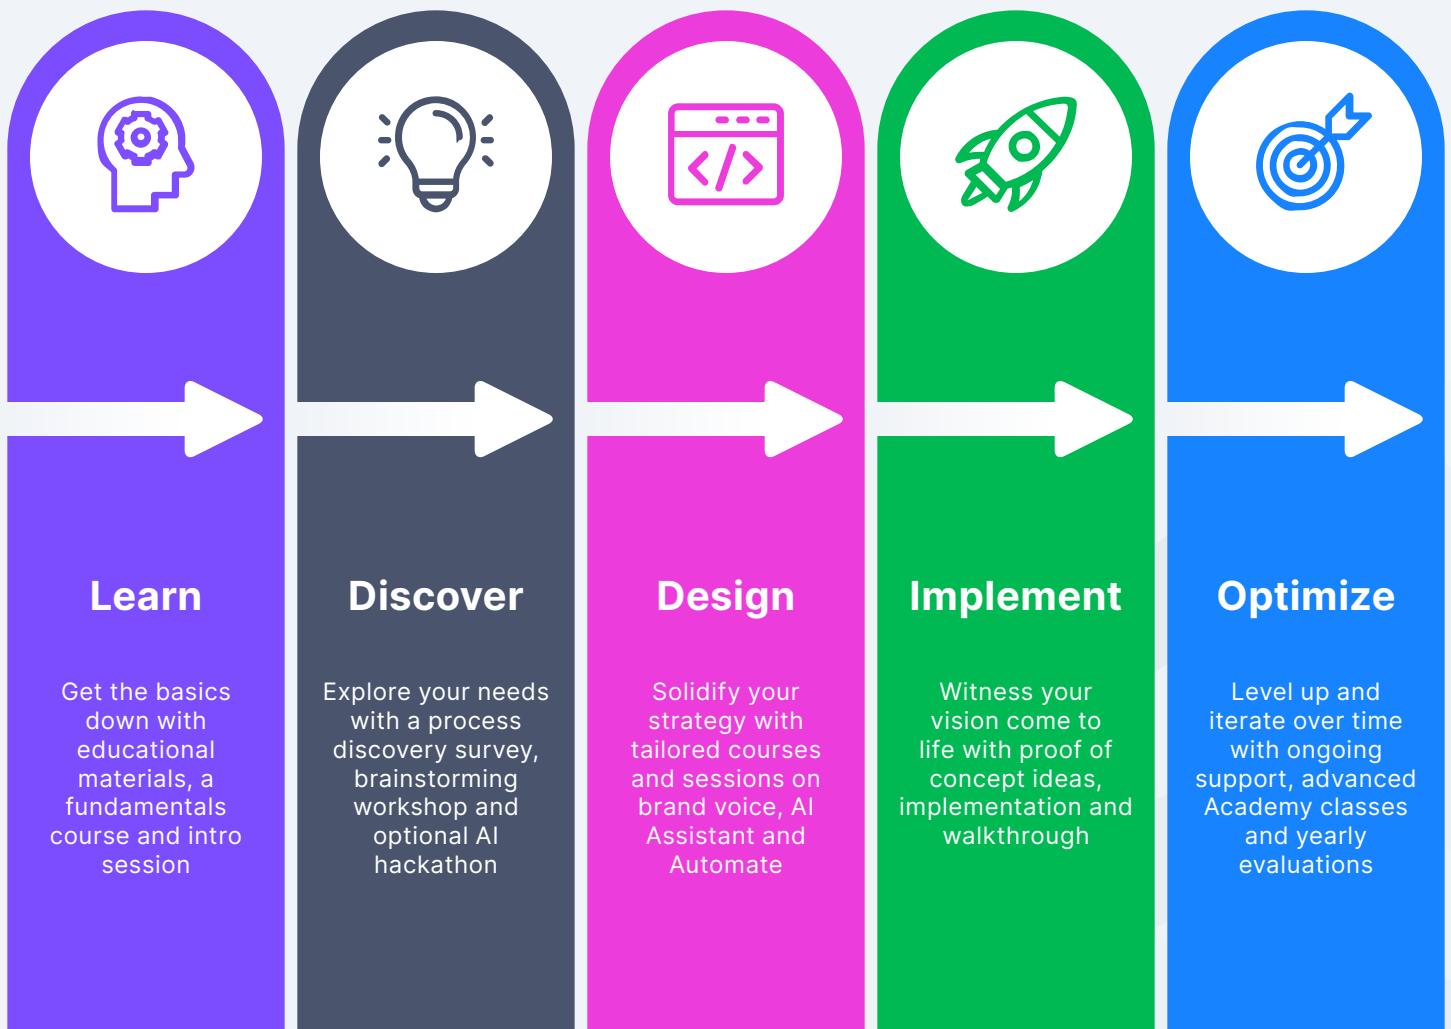 Learn
Get the basics
down with
educational
materials, a
fundamentals
course and intro
session
Discover
Explore your needs
with a process
discovery survey,
brainstorming
workshop and
optional AI
hackathon
Design
Solidify your
strategy with
tailored courses
and sessions on
brand voice, AI
Assistant and
Automate
Implement
Witness your
vision come to
life with proof of
concept ideas,
implementation and
walkthrough
Optimize
Level up and
iterate over time
with ongoing
support, advanced
Academy classes
and yearly
evaluations